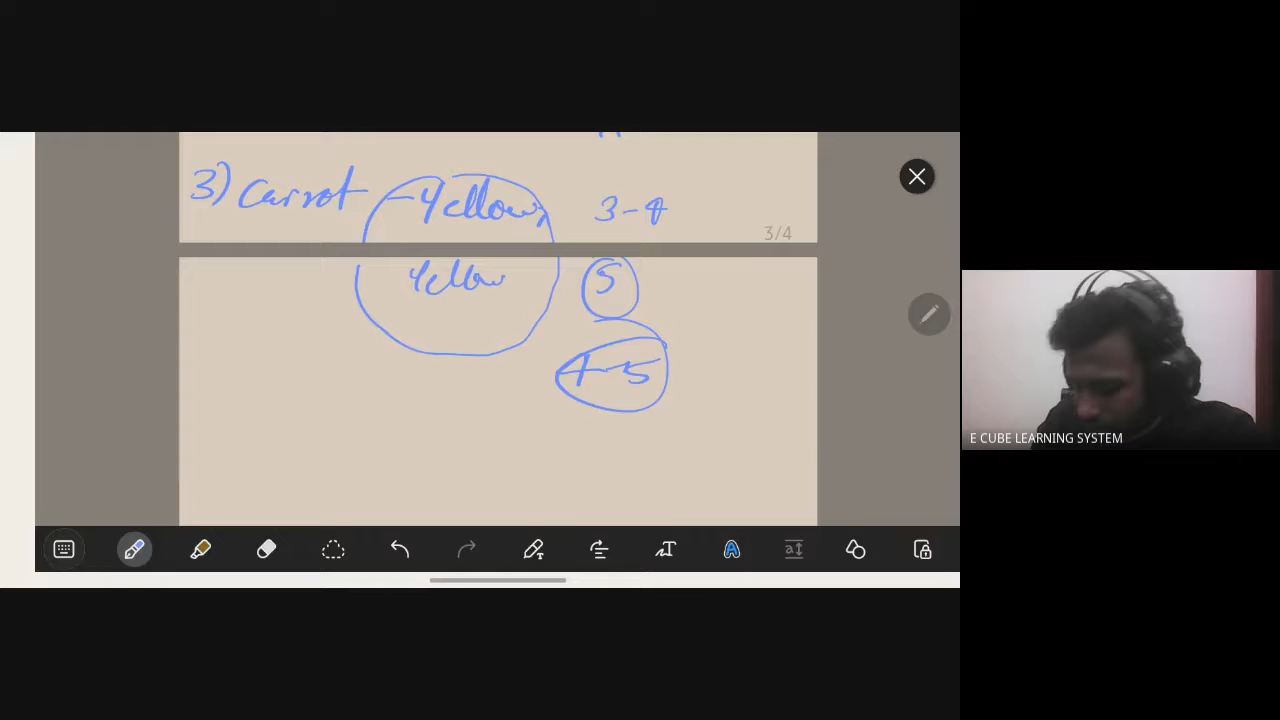 3) Carrot - Yellow, 3-4
3/4
Yellow 5
4-5
E CUBE LEARNING SYSTEM